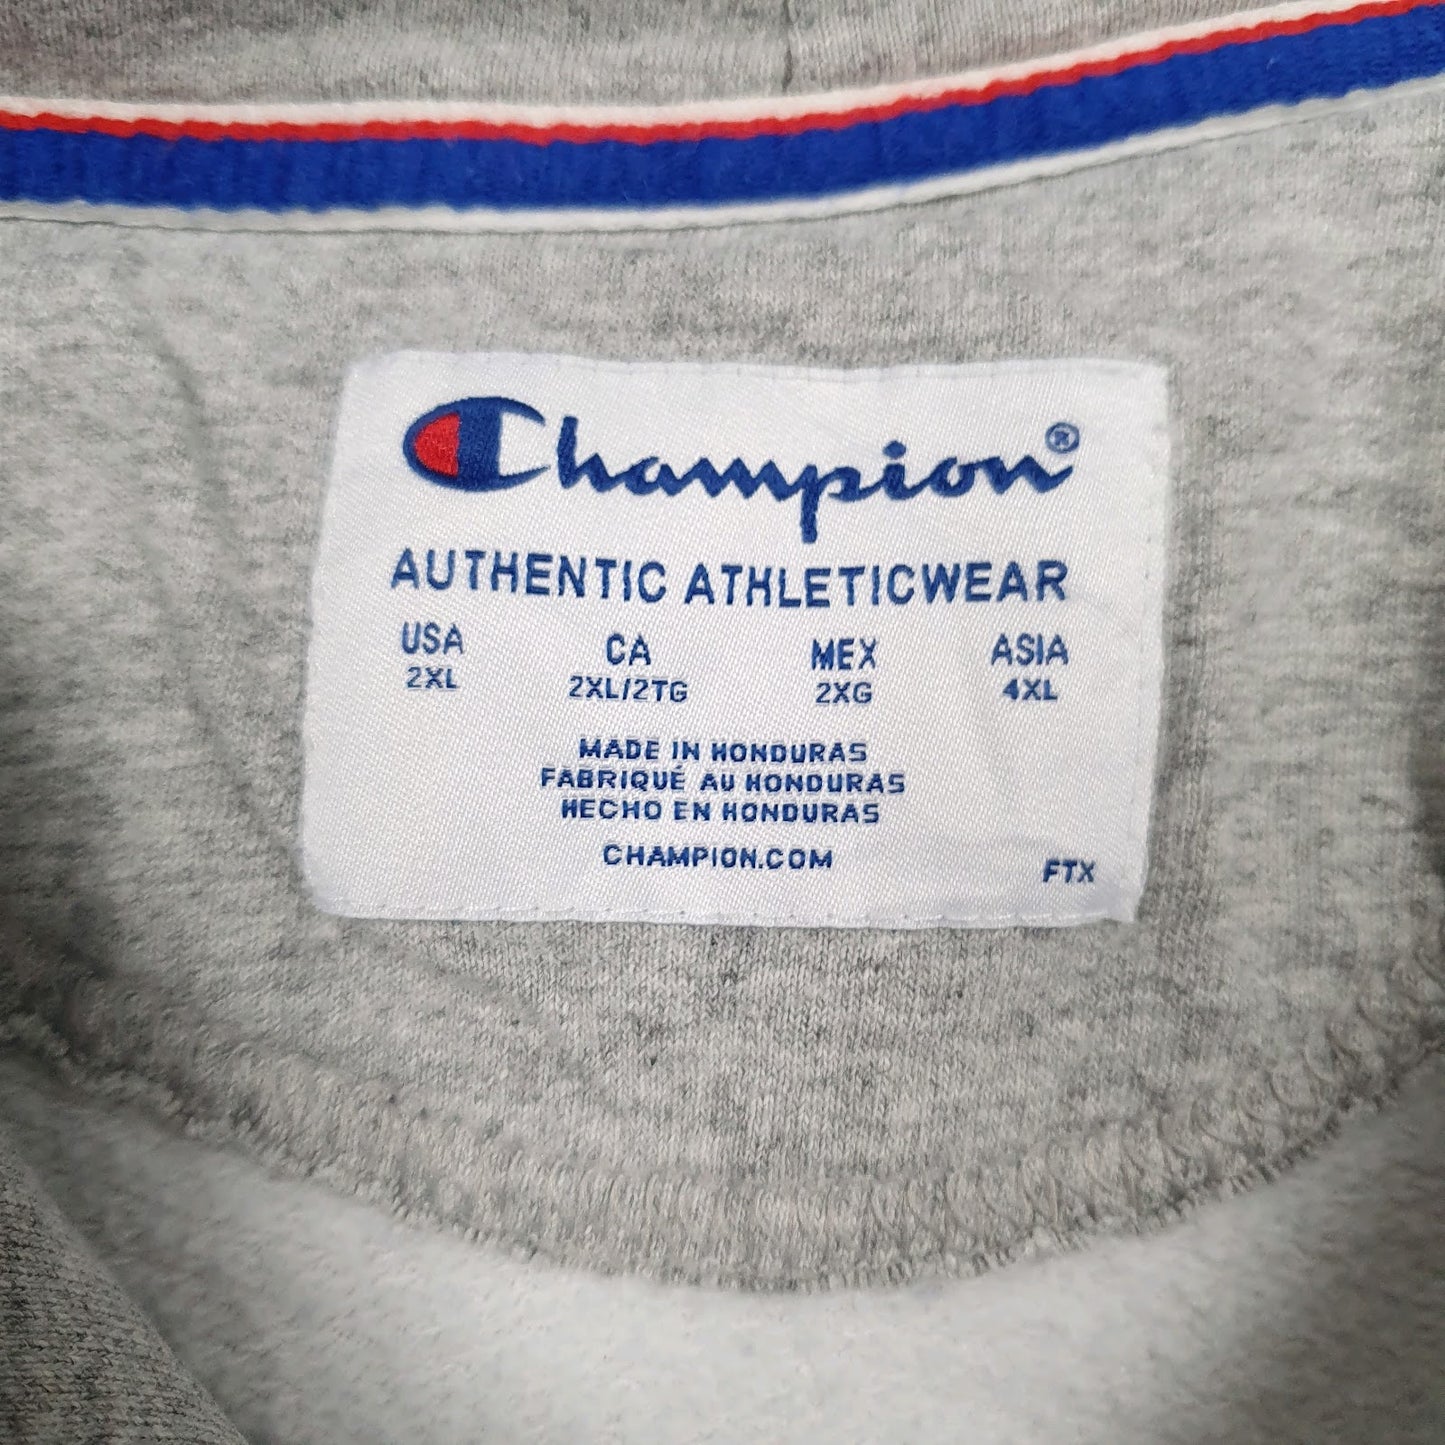 Champion®
AUTHENTIC ATHLETICWEAR
USA CA MEX ASIA
2XL 2XL/2TG 2XG 4XL
MADE IN HONDURAS
FABRIQUÉ AU HONDURAS
HECHO EN HONDURAS
CHAMPION.COM
FTX